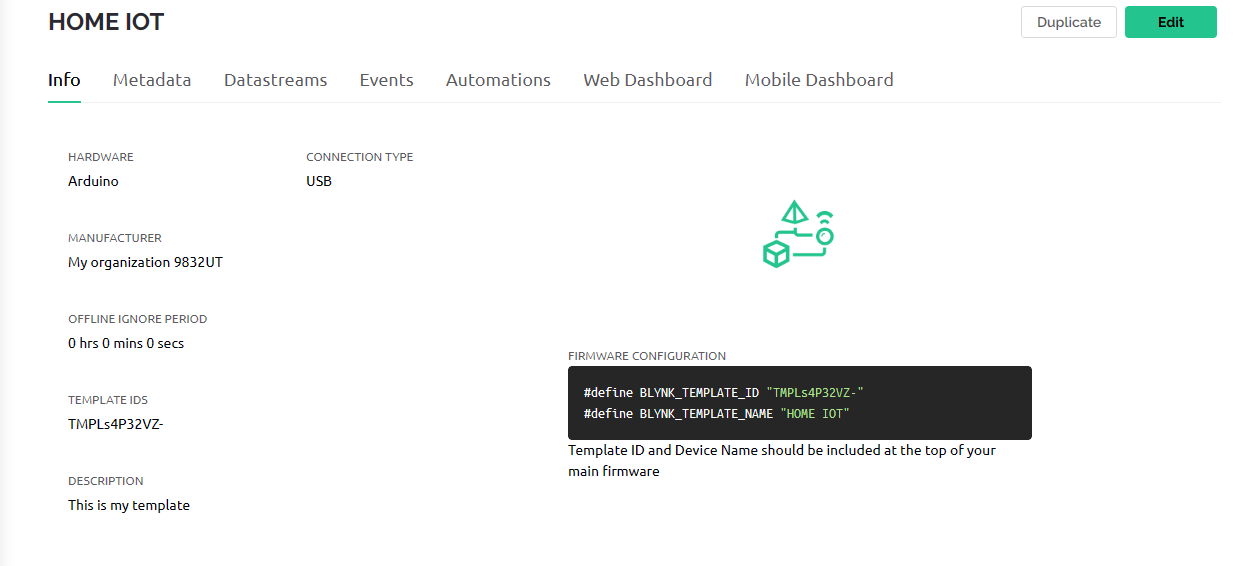 HOME IOT
Duplicate
Edit
Info
Metadata
Datastreams
Events
Automations
Web Dashboard
Mobile Dashboard
HARDWARE
Arduino
CONNECTION TYPE
USB
MANUFACTURER
My organization 9832UT
OFFLINE IGNORE PERIOD
0 hrs 0 mins 0 secs
TEMPLATE IDS
TMPLs4P32VZ-
DESCRIPTION
This is my template
FIRMWARE CONFIGURATION
#define BLYNK_TEMPLATE_ID "TMPLs4P32VZ-"
#define BLYNK_TEMPLATE_NAME "HOME IOT"
Template ID and Device Name should be included at the top of your
main firmware